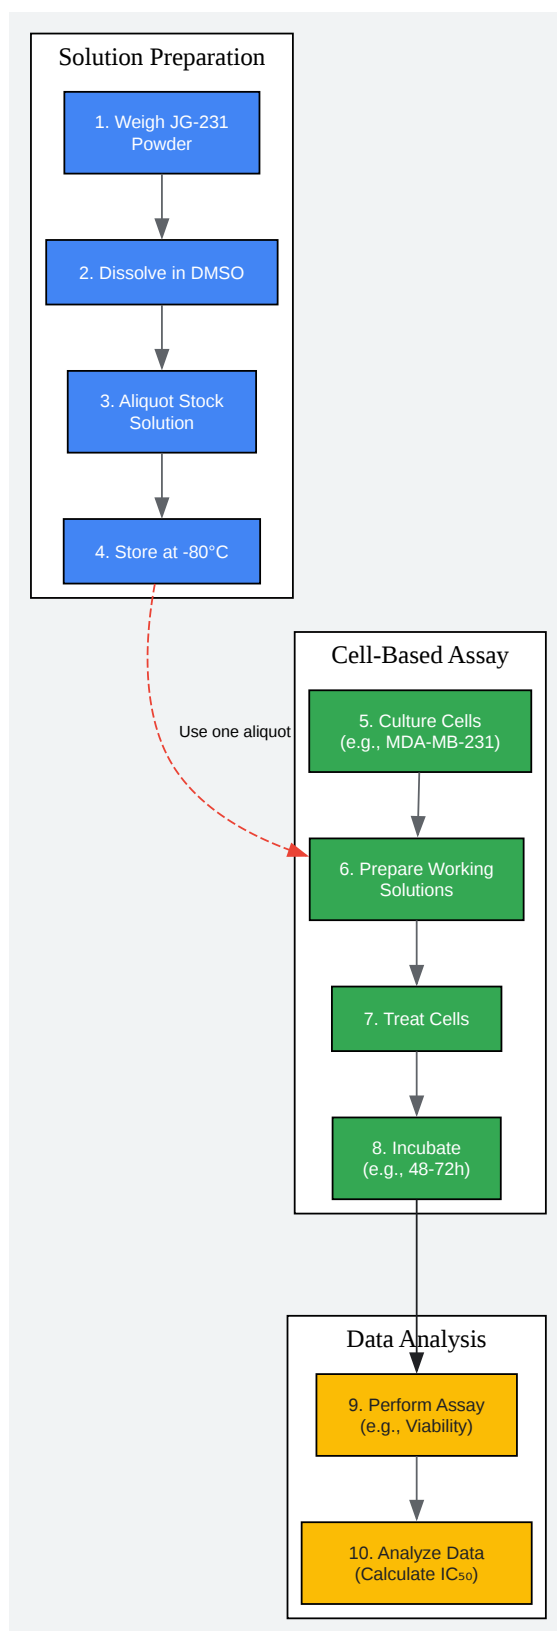 Solution Preparation
1. Weigh JG-231
Powder
2. Dissolve in DMSO
3. Aliquot Stock
Solution
4. Store at -80°C
Use one aliquot
Cell-Based Assay
5. Culture Cells
(e.g., MDA-MB-231)
6. Prepare Working
Solutions
7. Treat Cells
8. Incubate
(e.g., 48-72h)
Data Analysis
9. Perform Assay
(e.g., Viability)
10. Analyze Data
(Calculate IC₅₀)